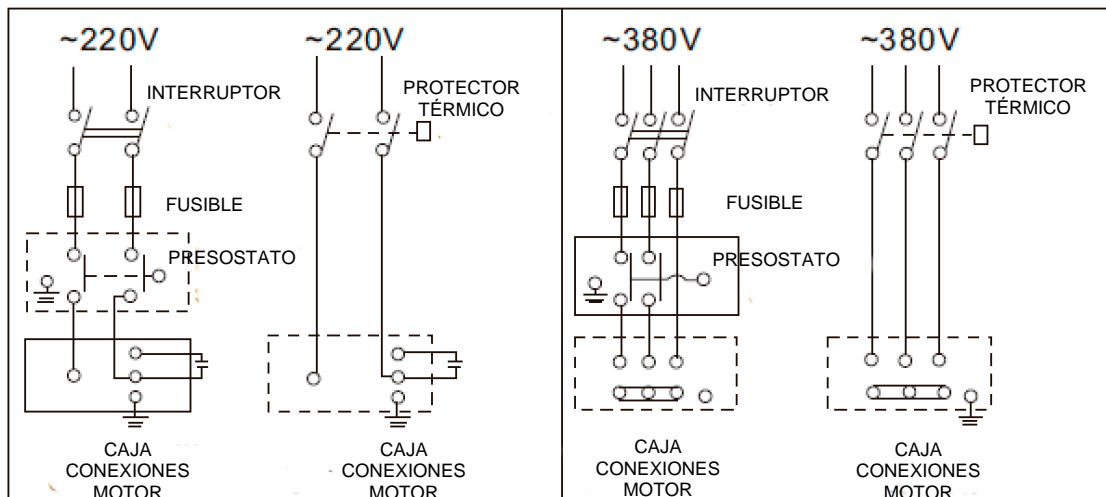 ~220V
INTERRUPTOR
FUSIBLE
PRESOSTATO
CAJA
CONEXIONES
MOTOR
~220V
PROTECTOR
TÉRMICO
CAJA
CONEXIONES
MOTOR
~380V
INTERRUPTOR
FUSIBLE
PRESOSTATO
CAJA
CONEXIONES
MOTOR
~380V
PROTECTOR
TÉRMICO
CAJA
CONEXIONES
MOTOR